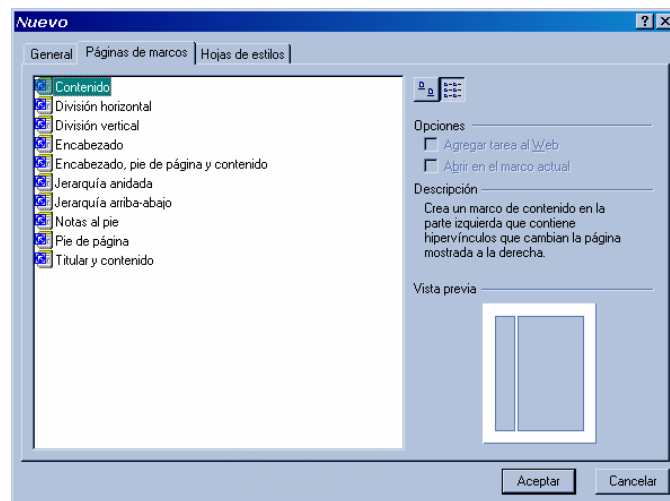 Nuevo
General Páginas de marcos Hojas de estilos
Contenido
División horizontal
División vertical
Encabezado
Encabezado, pie de página y contenido
Jerarquía anidada
Jerarquía arriba-abajo
Notas al pie
Pie de página
Titular y contenido
Opciones
Agregar tarea al Web
Abrir en el marco actual
Descripción
Crea un marco de contenido en la
parte izquierda que contiene
hipervínculos que cambian la página
mostrada a la derecha.
Vista previa
Aceptar Cancelar